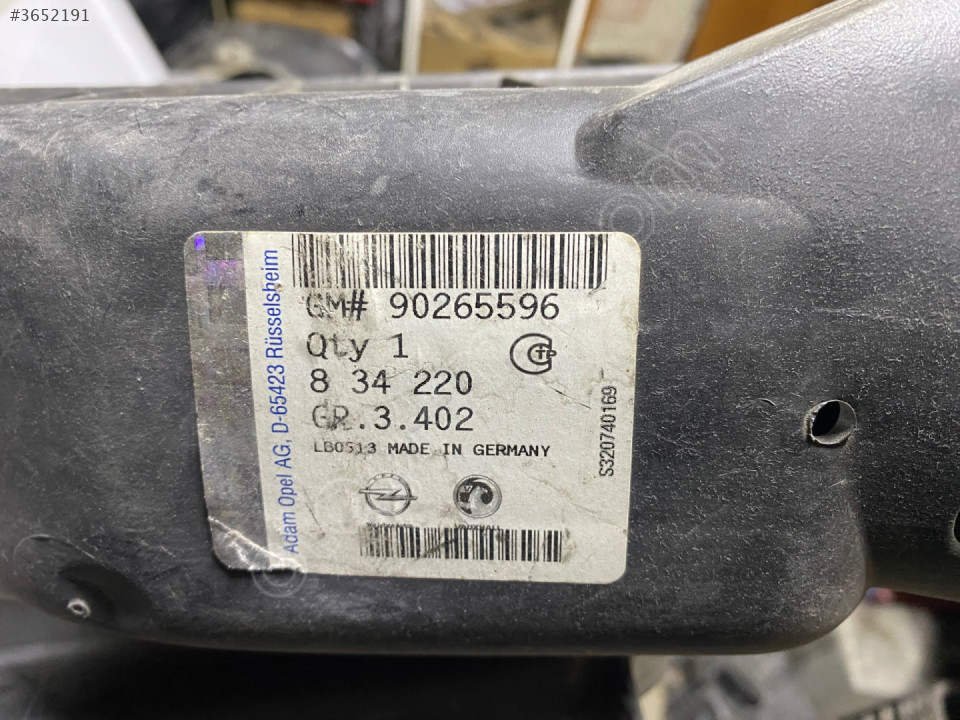 #3652191
Adam Opel AG, D-65423 Rüsselsheim
GM# 90265596
Qty 1
8 34 220
GR.3.402
LB0513 MADE IN GERMANY
S320740169
VAUXHALL